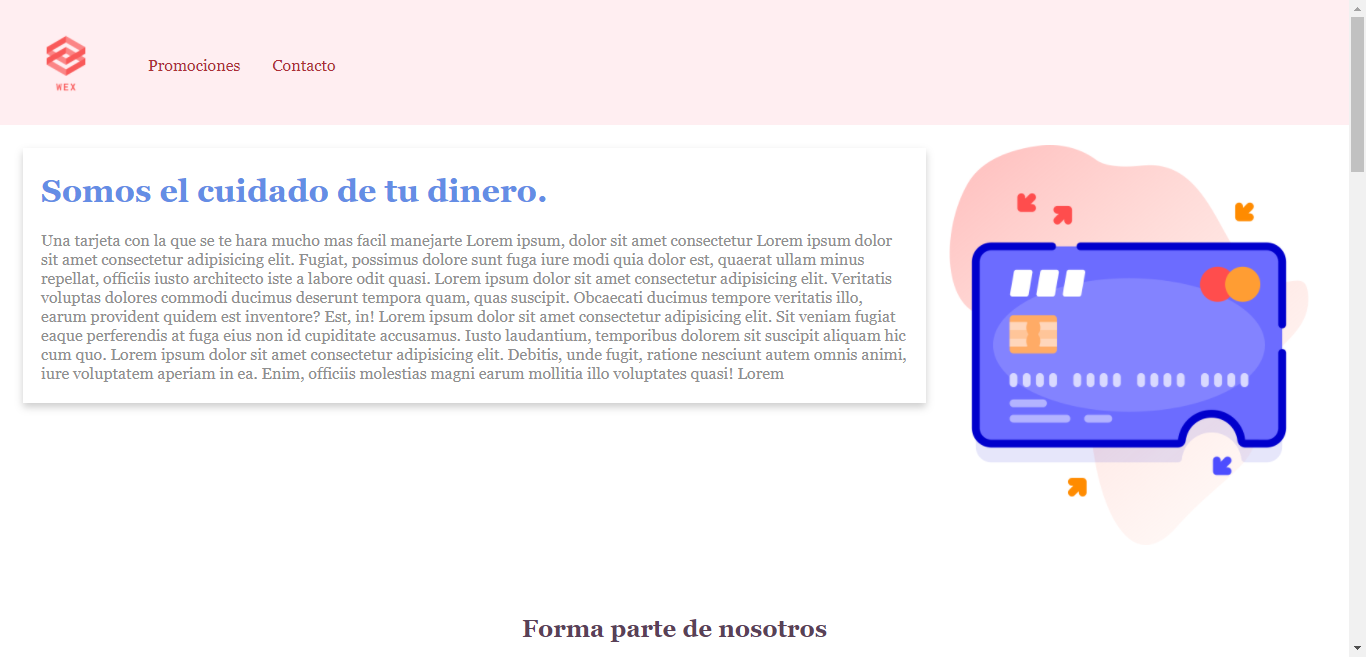 WEX
Promociones
Contacto
Somos el cuidado de tu dinero.
Una tarjeta con la que se te hara mucho mas facil manejarte Lorem ipsum, dolor sit amet consectetur Lorem ipsum dolor
sit amet consectetur adipisicing elit. Fugiat, possimus dolore sunt fuga iure modi quia dolor est, quaerat ullam minus
repellat, officiis iusto architecto iste a labore odit quasi. Lorem ipsum dolor sit amet consectetur adipisicing elit. Veritatis
voluptas dolores commodi ducimus deserunt tempora quam, quas suscipit. Obcaecati ducimus tempore veritatis illo,
earum provident quidem est inventore? Est, in! Lorem ipsum dolor sit amet consectetur adipisicing elit. Sit veniam fugiat
eaque perferendis at fuga eius non id cupiditate accusamus. Iusto laudantium, temporibus dolorem sit suscipit aliquam hic
cum quo. Lorem ipsum dolor sit amet consectetur adipisicing elit. Debitis, unde fugit, ratione nesciunt autem omnis animi,
iure voluptatem aperiam in ea. Enim, officiis molestias magni earum mollitia illo voluptates quasi! Lorem
Forma parte de nosotros